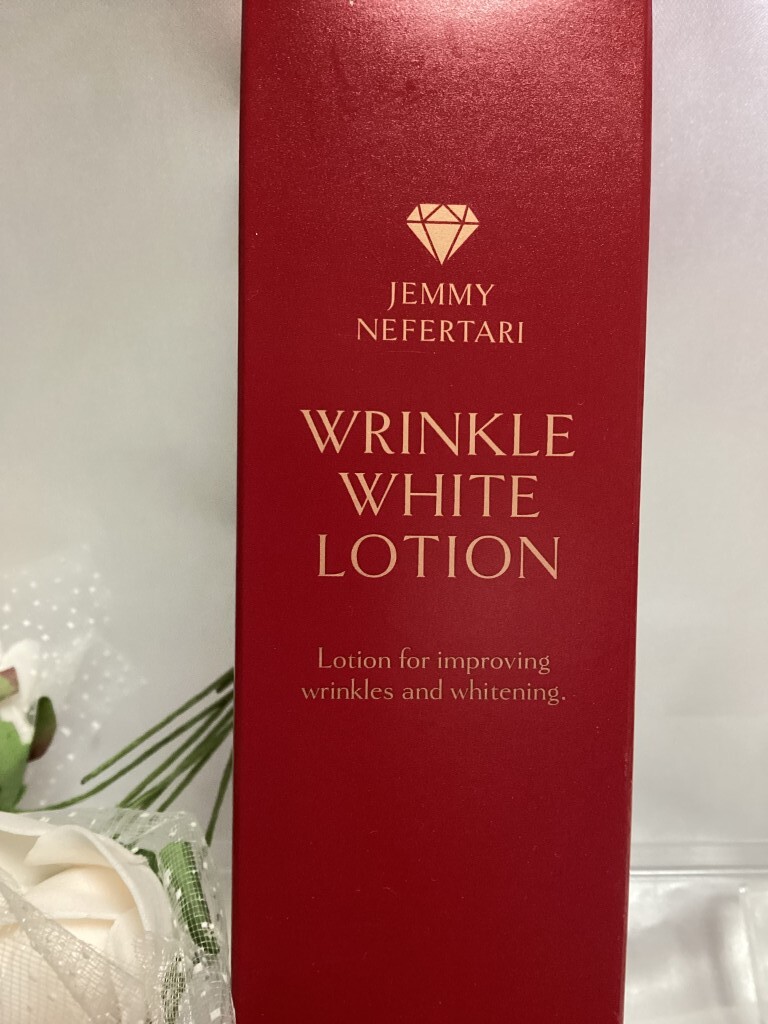 JEMMY
NEFERTARI
WRINKLE
WHITE
LOTION
Lotion for improving
wrinkles and whitening.